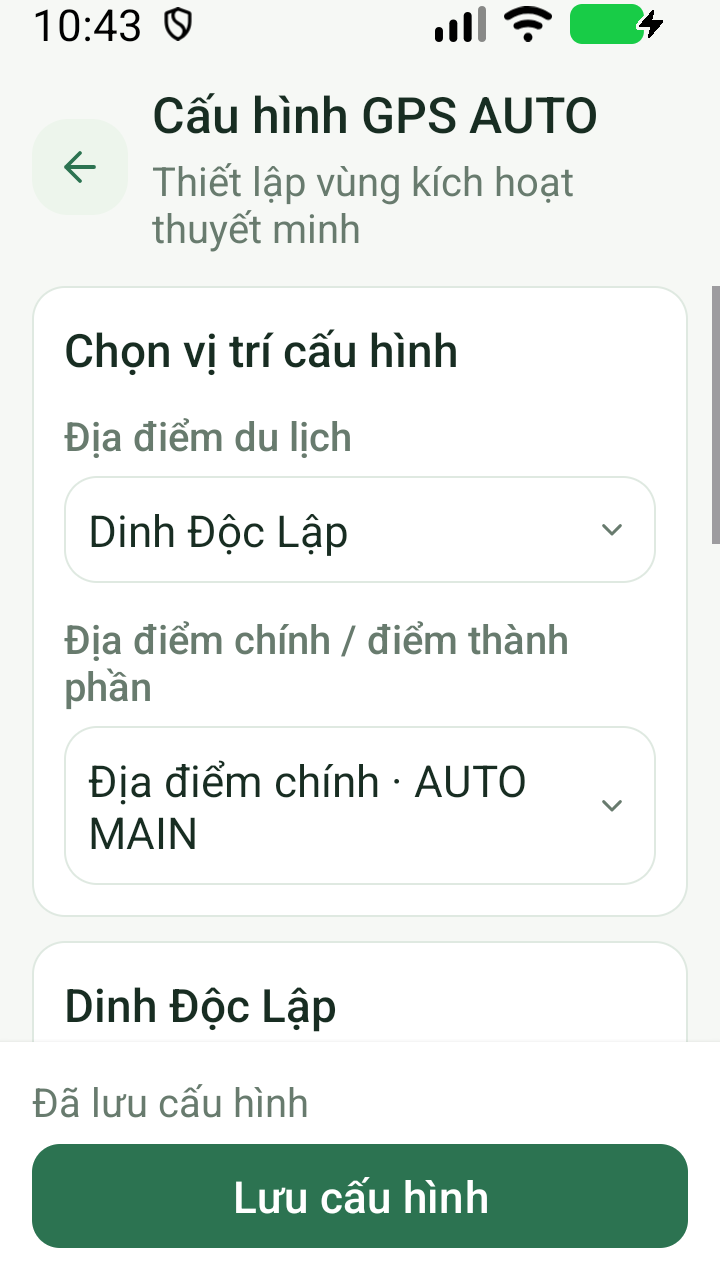 10:43
Cấu hình GPS AUTO
Thiết lập vùng kích hoạt
thuyết minh
Chọn vị trí cấu hình
Địa điểm du lịch
Dinh Độc Lập
Địa điểm chính / điểm thành
phần
Địa điểm chính · AUTO
MAIN
Dinh Độc Lập
Đã lưu cấu hình
Lưu cấu hình